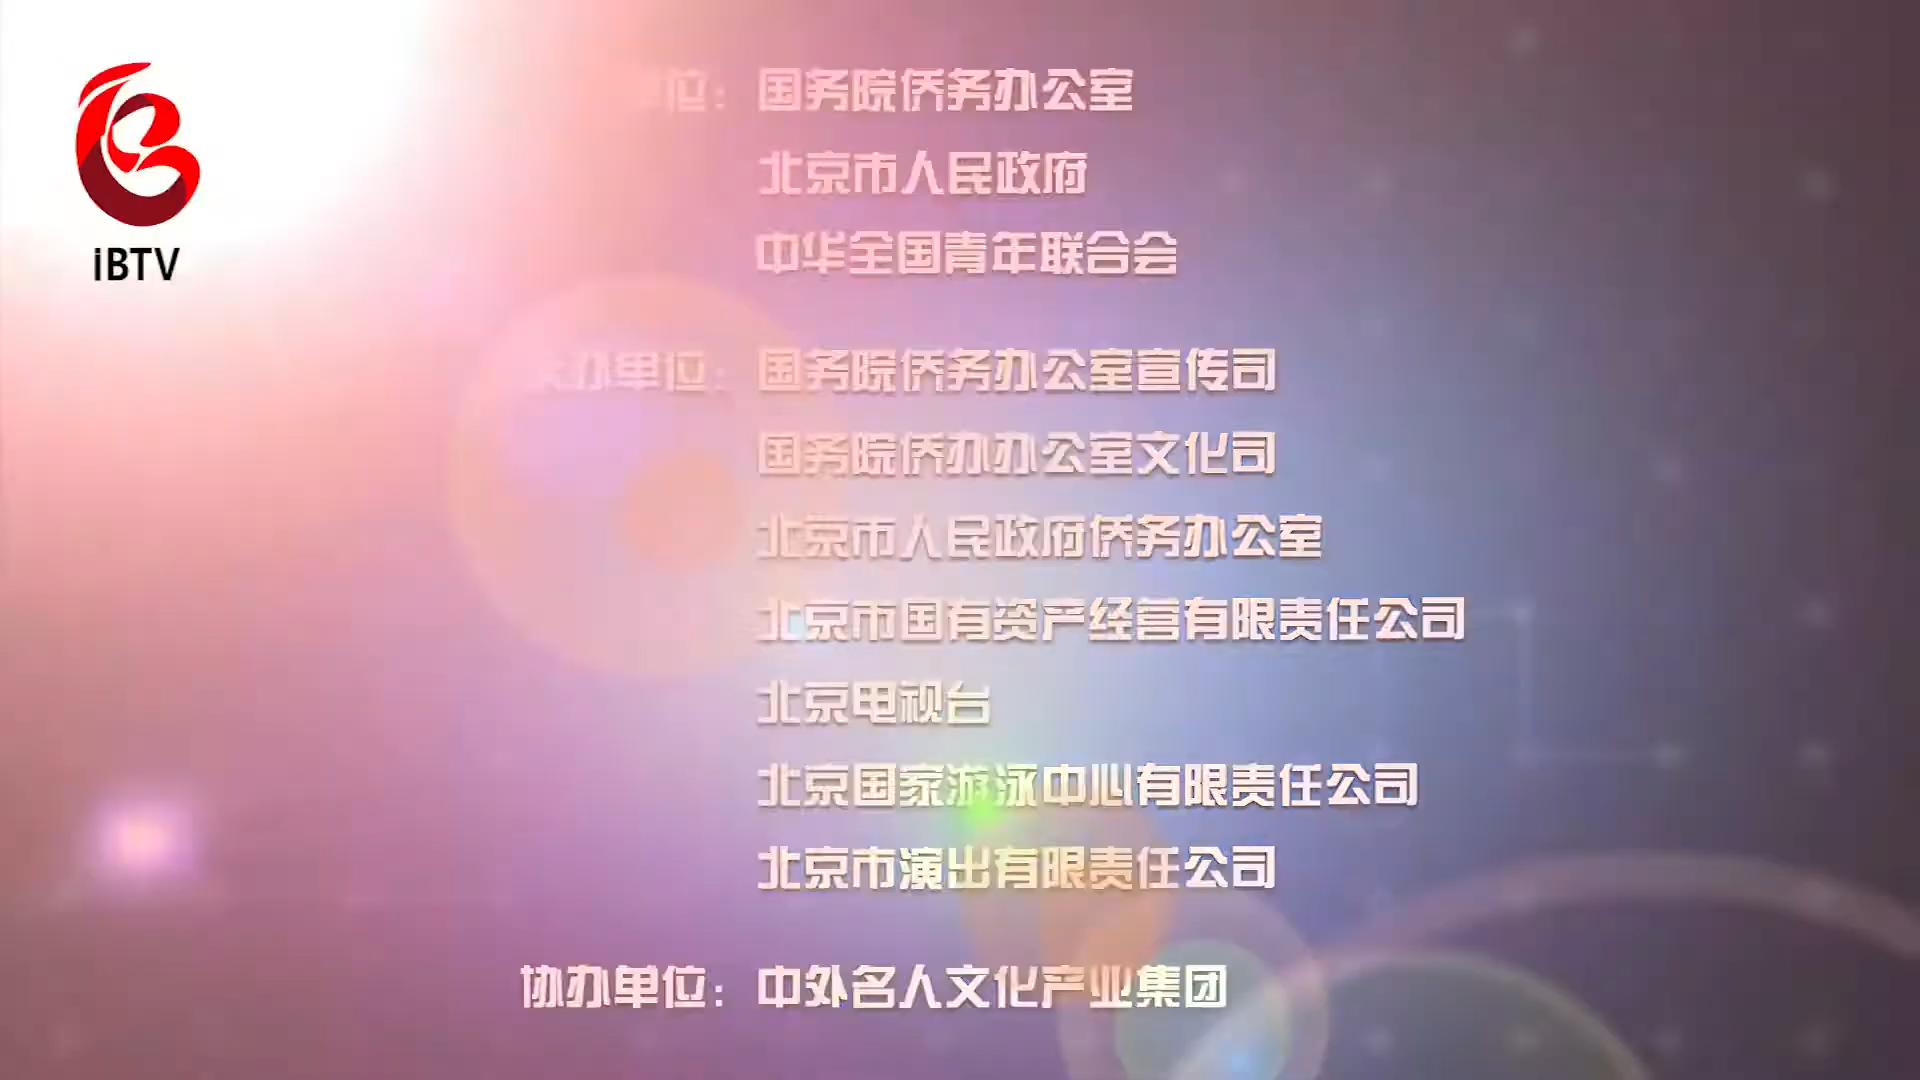 iBTV
单位：国务院侨务办公室
北京市人民政府
中华全国青年联合会
承办单位：国务院侨务办公室宣传司
国务院侨办办公室文化司
北京市人民政府侨务办公室
北京市国有资产经营有限责任公司
北京电视台
北京国家游泳中心有限责任公司
北京市演出有限责任公司
协办单位：中外名人文化产业集团